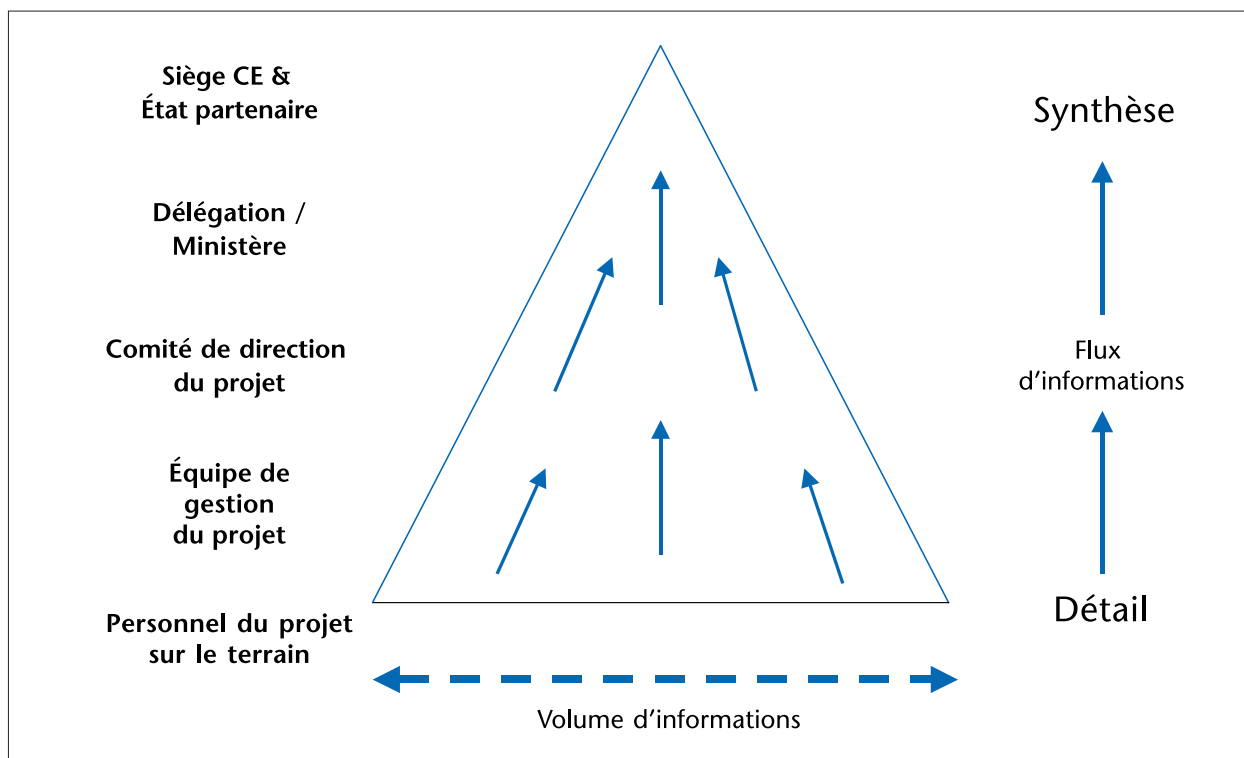 Siège CE &
État partenaire
Délégation /
Ministère
Comité de direction
du projet
Équipe de
gestion
du projet
Personnel du projet
sur le terrain
Volume d’informations
Synthèse
Flux
d’informations
Détail